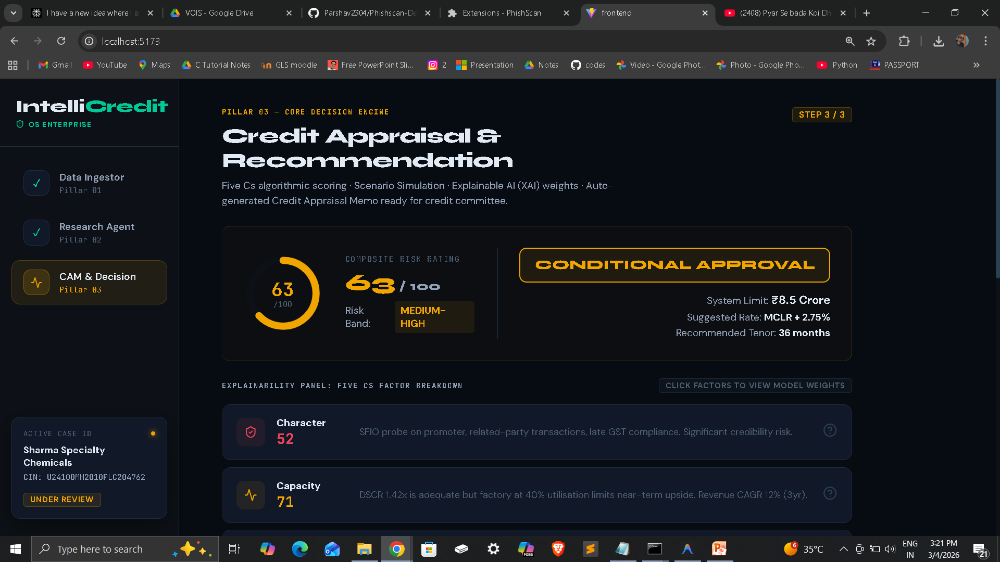 I have a new idea where i a
VOIS - Google Drive
Parshav2304/Phishscan-De
Extensions - PhishScan
frontend
(2408) Pyar Se bada Koi Dh
localhost:5173
Gmail
YouTube
Maps
C Tutorial Notes
GLS moodle
Free PowerPoint Sli...
2
Presentation
Notes
codes
Video - Google Phot...
Photo - Google Pho...
Python
PASSPORT
IntelliCredit
OS ENTERPRISE
Data Ingestor
Pillar 01
Research Agent
Pillar 02
CAM & Decision
Pillar 03
ACTIVE CASE ID
Sharma Specialty
Chemicals
CIN: U24100MH2010PLC204762
UNDER REVIEW
PILLAR 03 — CORE DECISION ENGINE
STEP 3 / 3
Credit Appraisal &
Recommendation
Five Cs algorithmic scoring · Scenario Simulation · Explainable AI (XAI) weights · Auto-
generated Credit Appraisal Memo ready for credit committee.
63
/100
COMPOSITE RISK RATING
63 / 100
Risk
Band:
MEDIUM-
HIGH
CONDITIONAL APPROVAL
System Limit: ₹8.5 Crore
Suggested Rate: MCLR + 2.75%
Recommended Tenor: 36 months
EXPLAINABILITY PANEL: FIVE CS FACTOR BREAKDOWN
CLICK FACTORS TO VIEW MODEL WEIGHTS
Character
52
SFIO probe on promoter, related-party transactions, late GST compliance. Significant credibility risk.
Capacity
71
DSCR 1.42x is adequate but factory at 40% utilisation limits near-term upside. Revenue CAGR 12% (3yr).
Type here to search
M365
6
35°C
ENG
IN
3:21 PM
3/4/2026
21